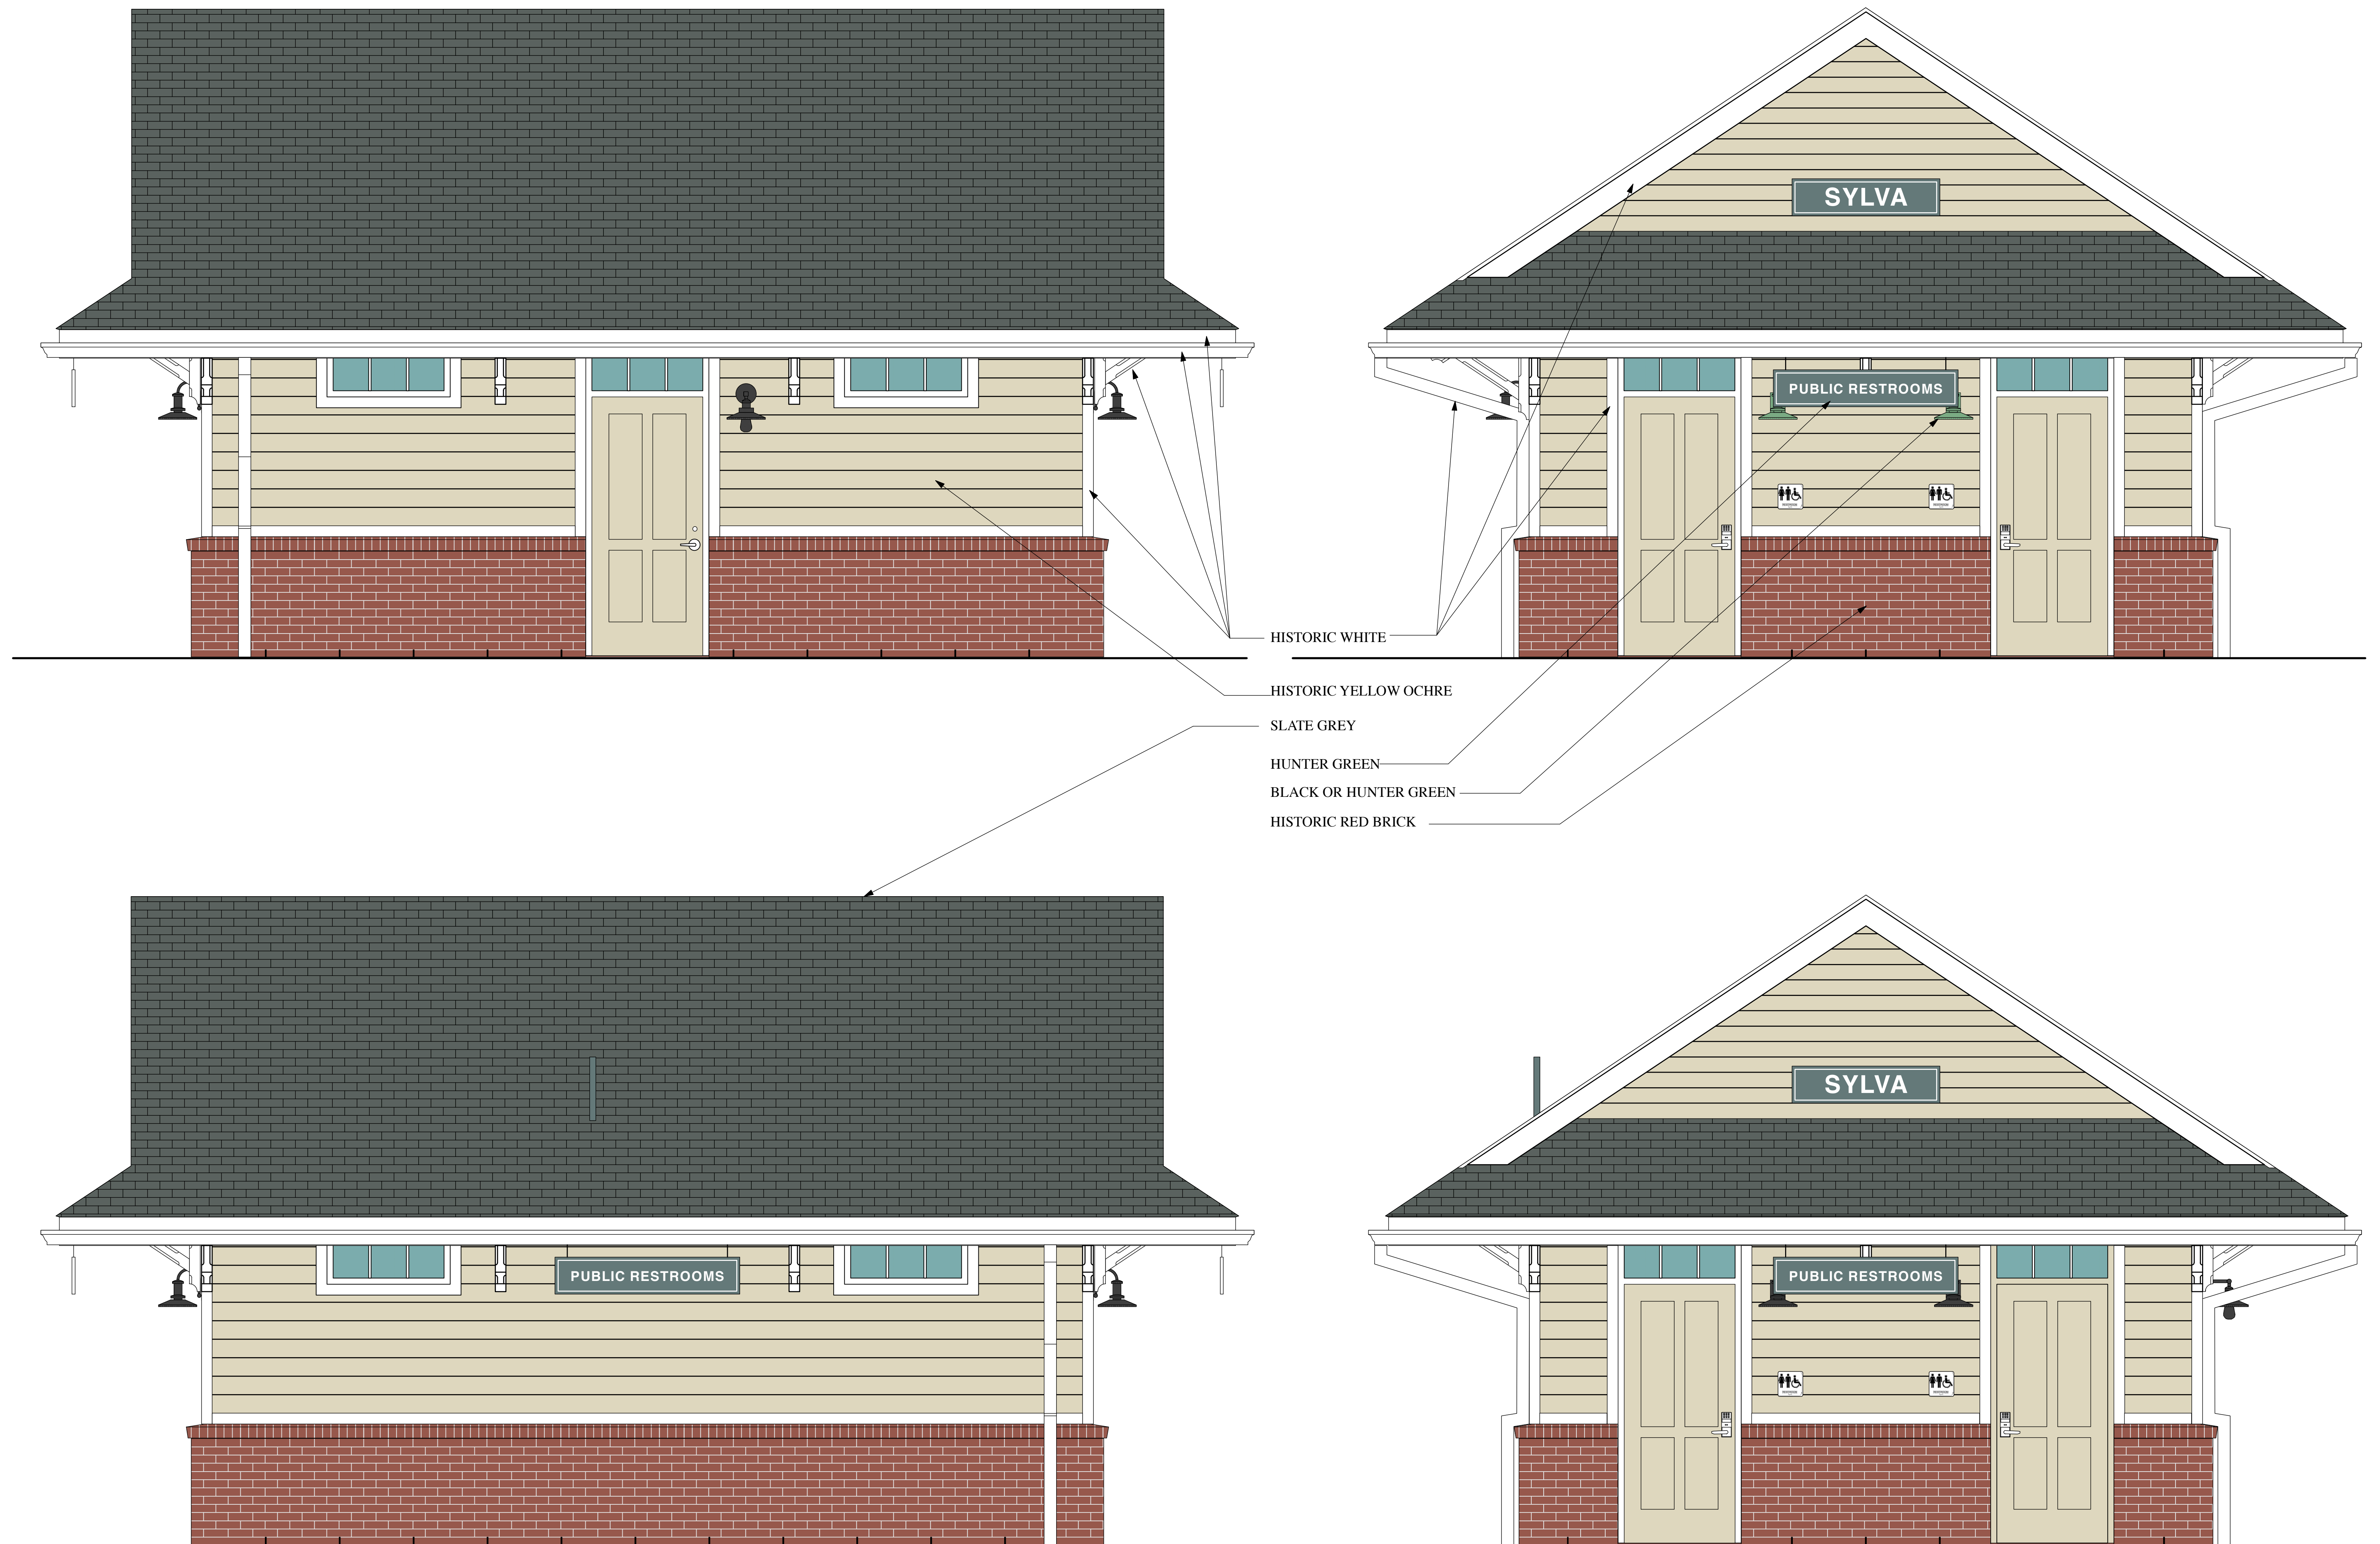 SYLVA
PUBLIC RESTROOMS
HISTORIC WHITE
HISTORIC YELLOW OCHRE
SLATE GREY
HUNTER GREEN
BLACK OR HUNTER GREEN
HISTORIC RED BRICK
SYLVA
PUBLIC RESTROOMS
PUBLIC RESTROOMS